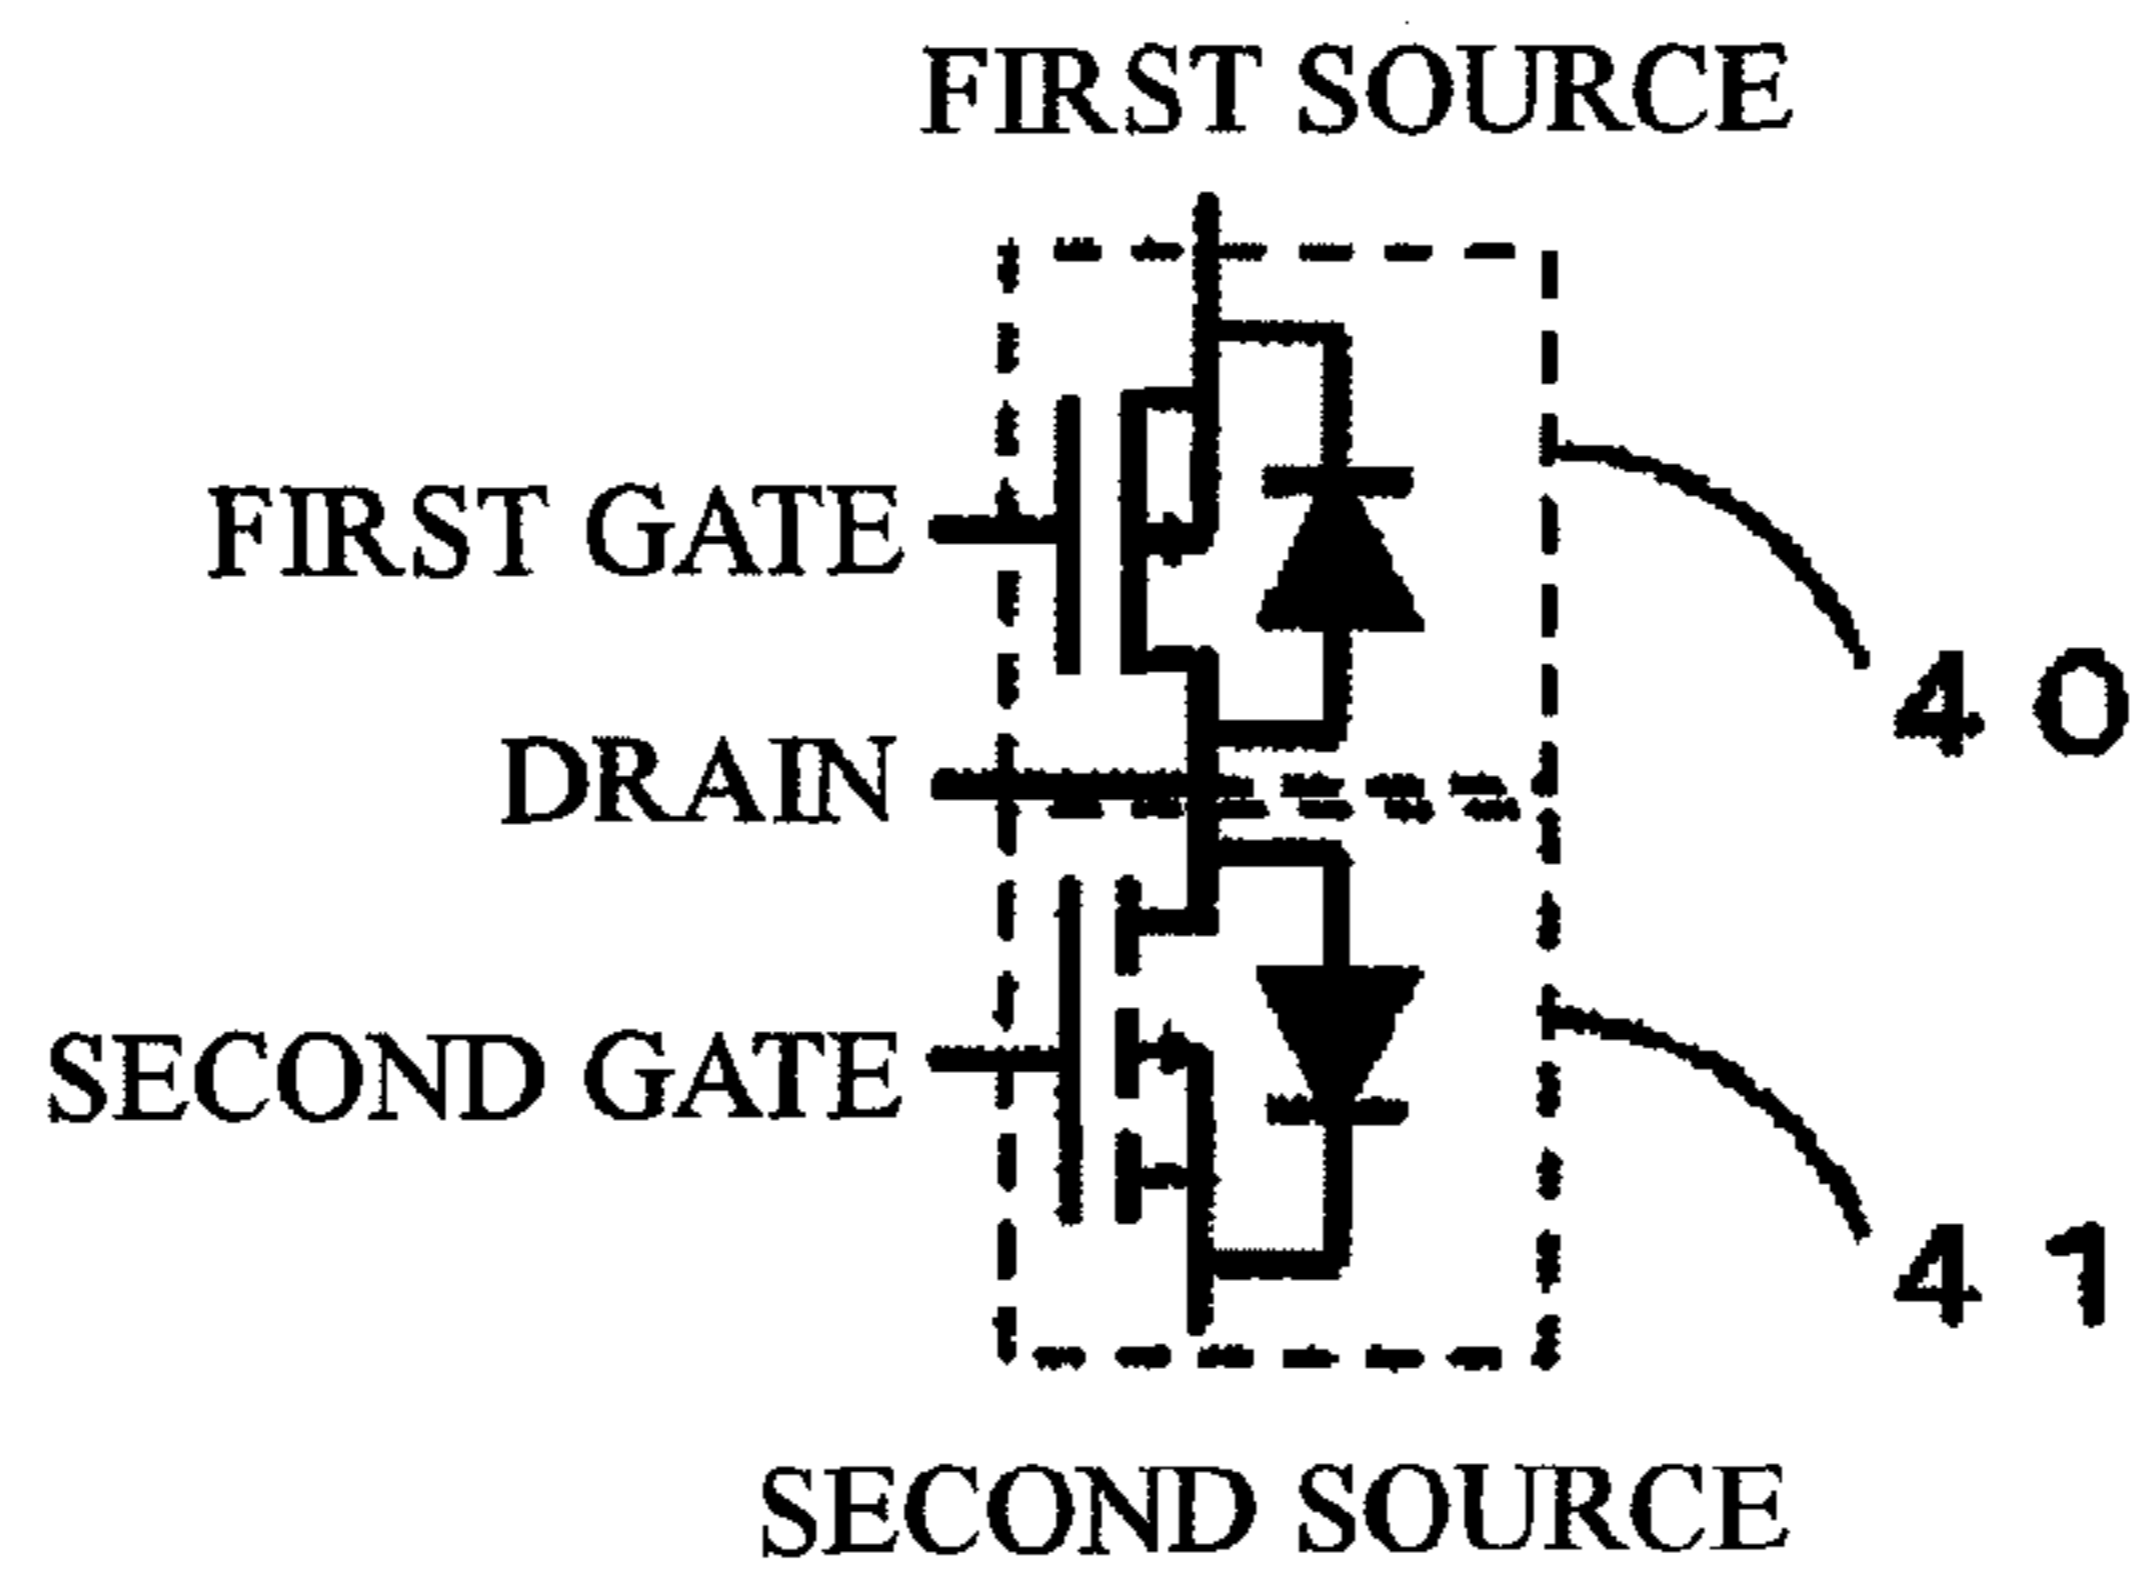 FIRST SOURCE
FIRST GATE
40
DRAIN
SECOND GATE
41
SECOND SOURCE